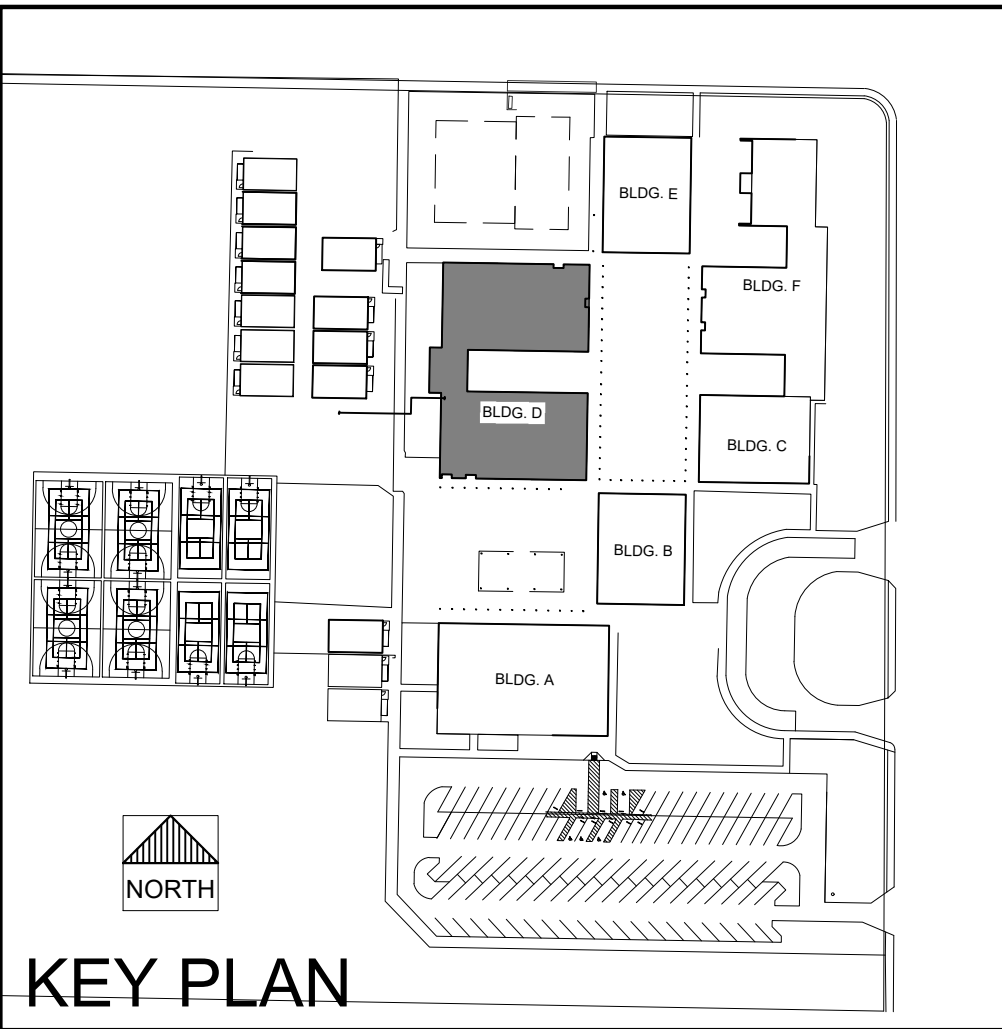 BLDG. E
BLDG. F
BLDG. D
BLDG. C
BLDG. B
BLDG. A
NORTH
KEY PLAN